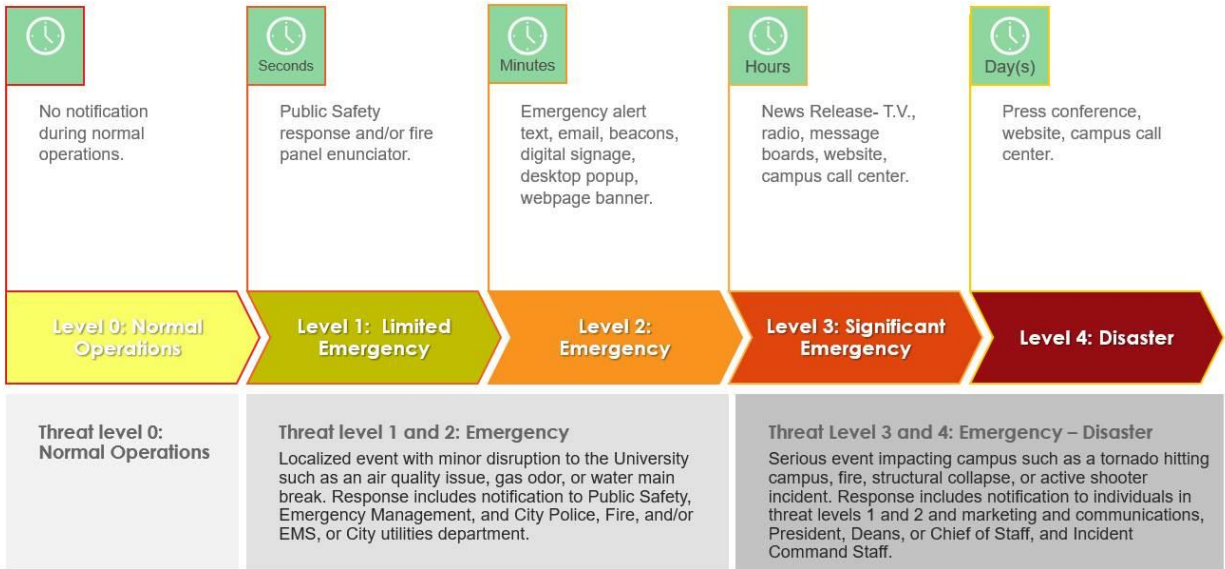 Seconds
Minutes
Hours
Day(s)
No notification
during normal
operations.
Public Safety
response and/or fire
panel enunciator.
Emergency alert
text, email, beacons,
digital signage,
desktop popup,
webpage banner.
News Release- T.V.,
radio, message
boards, website,
campus call center.
Press conference,
website, campus call
center.
Level 0: Normal
Operations
Level 1: Limited
Emergency
Level 2:
Emergency
Level 3: Significant
Emergency
Level 4: Disaster
Threat level 0:
Normal Operations
Threat level 1 and 2: Emergency
Localized event with minor disruption to the University
such as an air quality issue, gas odor, or water main
break. Response includes notification to Public Safety,
Emergency Management, and City Police, Fire, and/or
EMS, or City utilities department.
Threat Level 3 and 4: Emergency – Disaster
Serious event impacting campus such as a tornado hitting
campus, fire, structural collapse, or active shooter
incident. Response includes notification to individuals in
threat levels 1 and 2 and marketing and communications,
President, Deans, or Chief of Staff, and Incident
Command Staff.